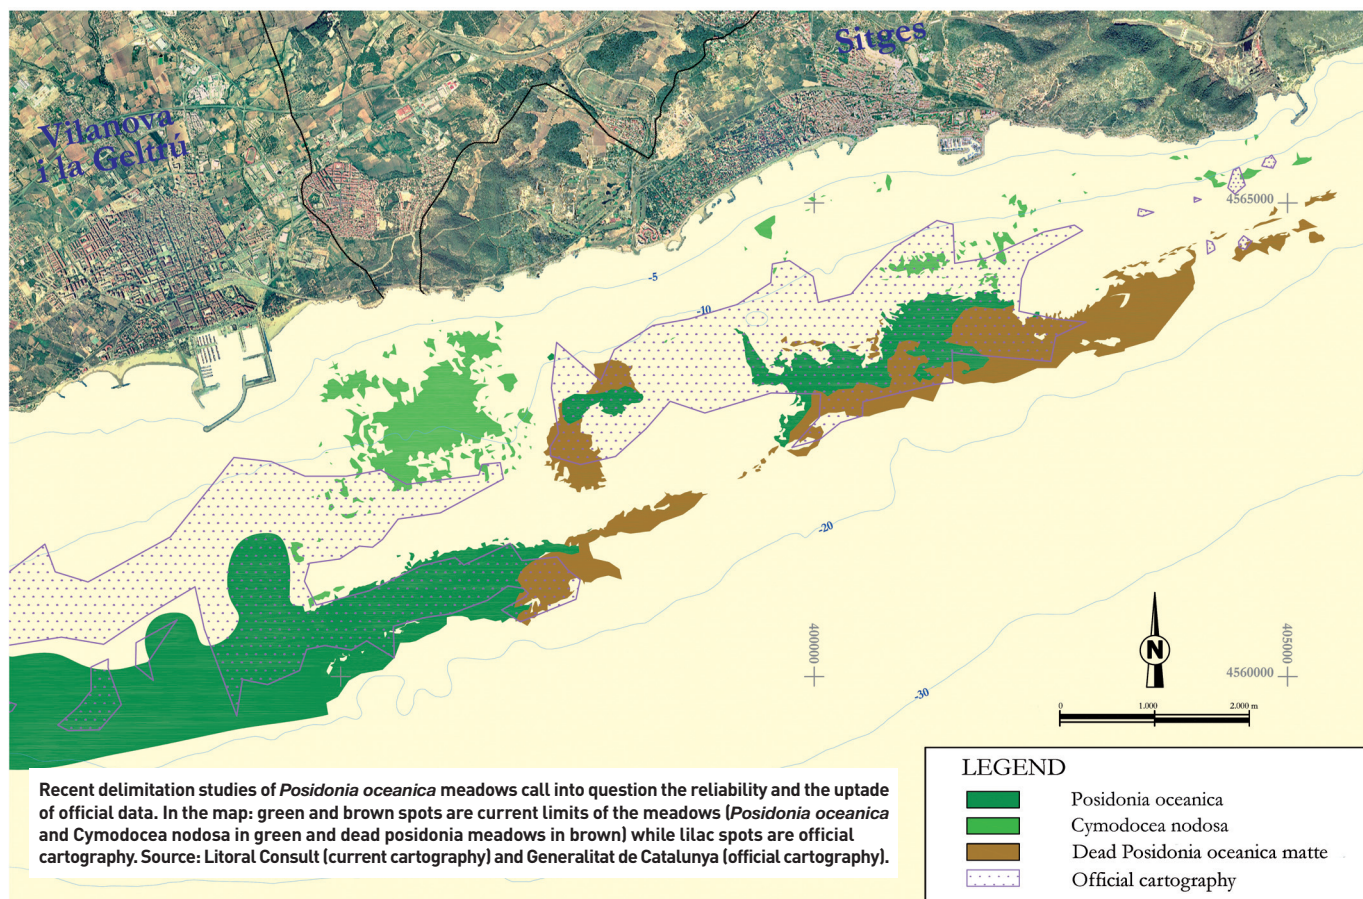 Sitges
Vilanova
i la Geltrú
4565000
-5
-10
-20
-30
400000
405000
4560000
N
0 1.000 2.000 m
Recent delimitation studies of Posidonia oceanica meadows call into question the reliability and the uptade
of official data. In the map: green and brown spots are current limits of the meadows (Posidonia oceanica
and Cymodocea nodosa in green and dead posidonia meadows in brown) while lilac spots are official
cartography. Source: Litoral Consult (current cartography) and Generalitat de Catalunya (official cartography).
LEGEND
Posidonia oceanica
Cymodocea nodosa
Dead Posidonia oceanica matte
Official cartography